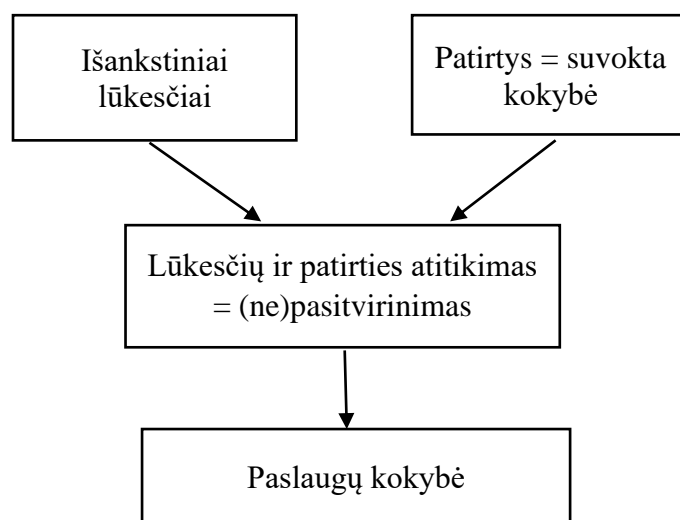 Išankstiniai
lūkesčiai
Patirtys = suvokta
kokybė
Lūkesčių ir patirties atitikimas
= (ne)pasitvirinimas
Paslaugų kokybė